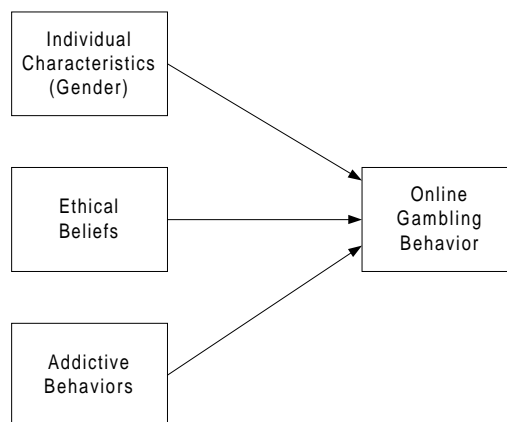 Individual
Characteristics
(Gender)
Ethical
Beliefs
Online
Gambling
Behavior
Addictive
Behaviors